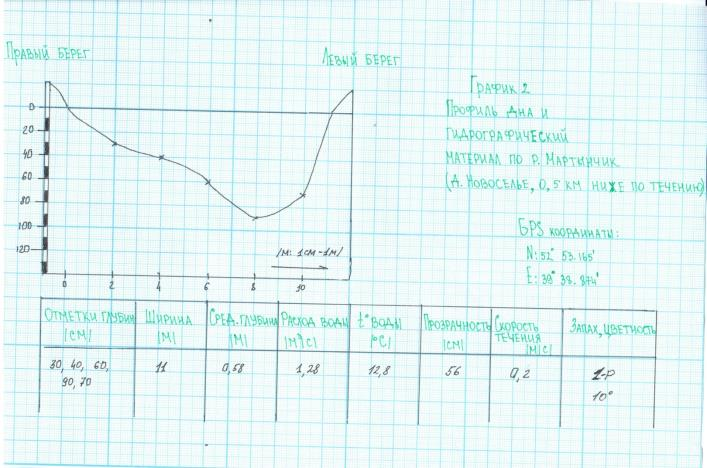 Правый берег
Левый берег
0
20
40
60
80
100
120
/м: 1см-1м/
0 2 4 6 8 10
График 2
Профиль дна и
гидрографический
материал по р. Мартынчик
(д. Новоселье, 0,5 км ниже по течению)
GPS координаты:
N: 52° 53.165'
E: 39° 38.874'
Отметки глубин |см| Ширина |м| Сред. глубина |м| Расход воды |м³/с| t° воды |°C| Прозрачность |см| Скорость течения |м/с| Запах, цветность
30, 40, 60, 11 0,58 1,28 12,8 56 0,2 1-Р
90, 70 10°